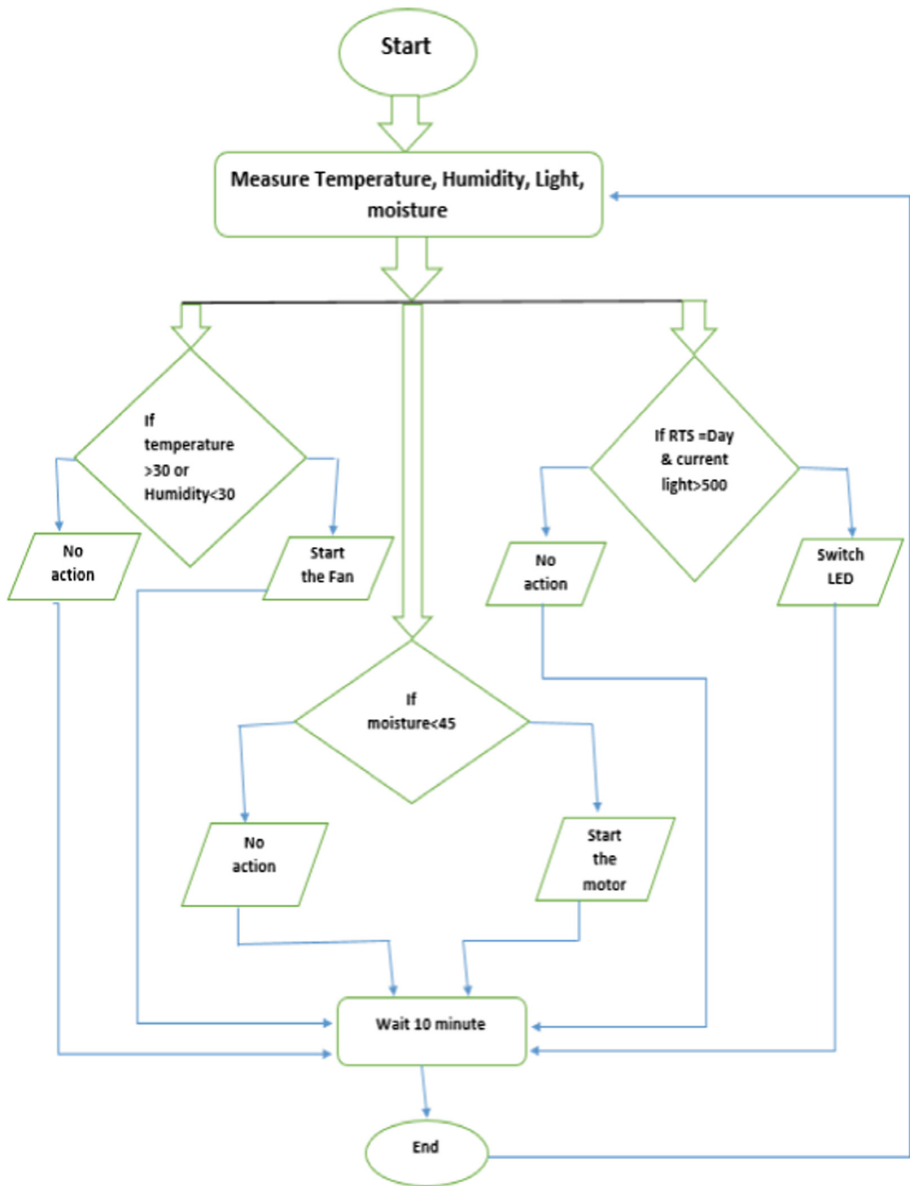 Start
Measure Temperature, Humidity, Light,
moisture
If
temperature
>30 or
Humidity<30
If RTS =Day
& current
light>500
No
action
Start
the Fan
No
action
Switch
LED
If
moisture<45
No
action
Start
the
motor
Wait 10 minute
End